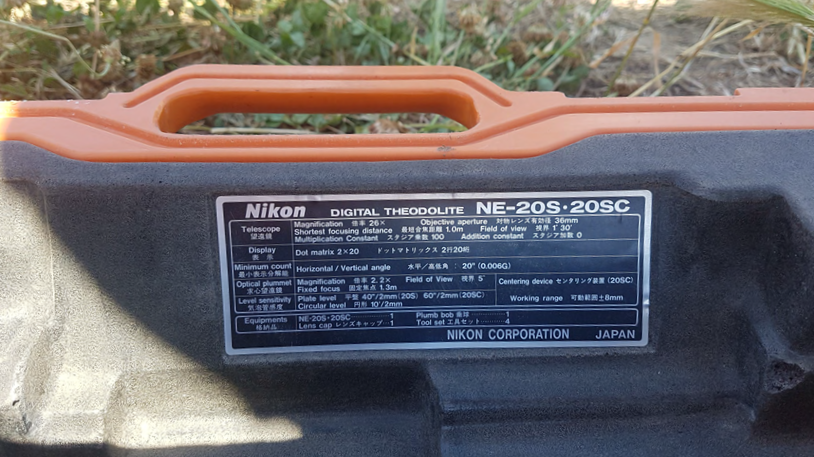 Nikon DIGITAL THEODOLITE NE-20S·20SC
Telescope 望遠鏡
Magnification 倍率 26× Objective aperture 対物レンズ有効径 36mm
Shortest focusing distance 最短合焦距離 1.0m Field of view 視界 1° 30'
Multiplication Constant スタジア乗数 100 Addition constant スタジア加数 0
Display 表示
Dot matrix 2×20 ドットマトリックス 2行20桁
Minimum count 最小表示分解能
Horizontal / Vertical angle 水平/高低角 : 20" (0.006G)
Optical plummet 求心望遠鏡
Magnification 倍率 2.2× Field of view 視界 5°
Fixed focus 固定焦点 1.3m
Centering device センタリング装置 (20SC)
Working range 可動範囲±8mm
Level sensitivity 気泡管感度
Plate level 平盤 40"/2mm(20S) 60"/2mm(20SC)
Circular level 円形 10'/2mm
Equipments 格納品
NE-20S·20SC 1 Plumb bob 垂球 1
Lens cap レンズキャップ 1 Tool set 工具セット 4
NIKON CORPORATION JAPAN